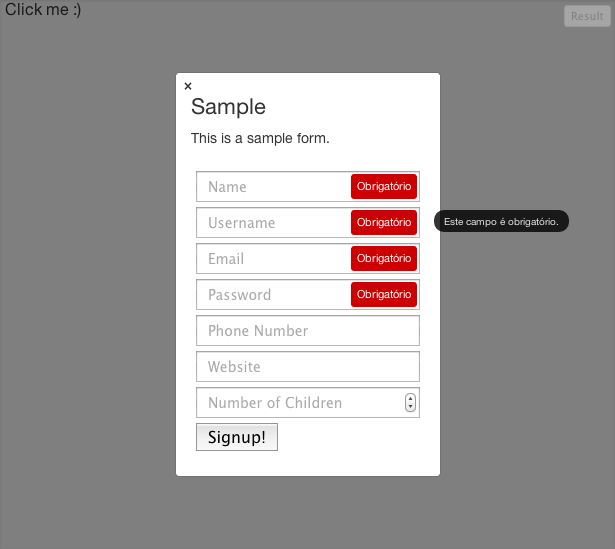 Click me :)
Result
×
Sample
This is a sample form.
Name Obrigatório
Username Obrigatório
Este campo é obrigatório.
Email Obrigatório
Password Obrigatório
Phone Number
Website
Number of Children
Signup!